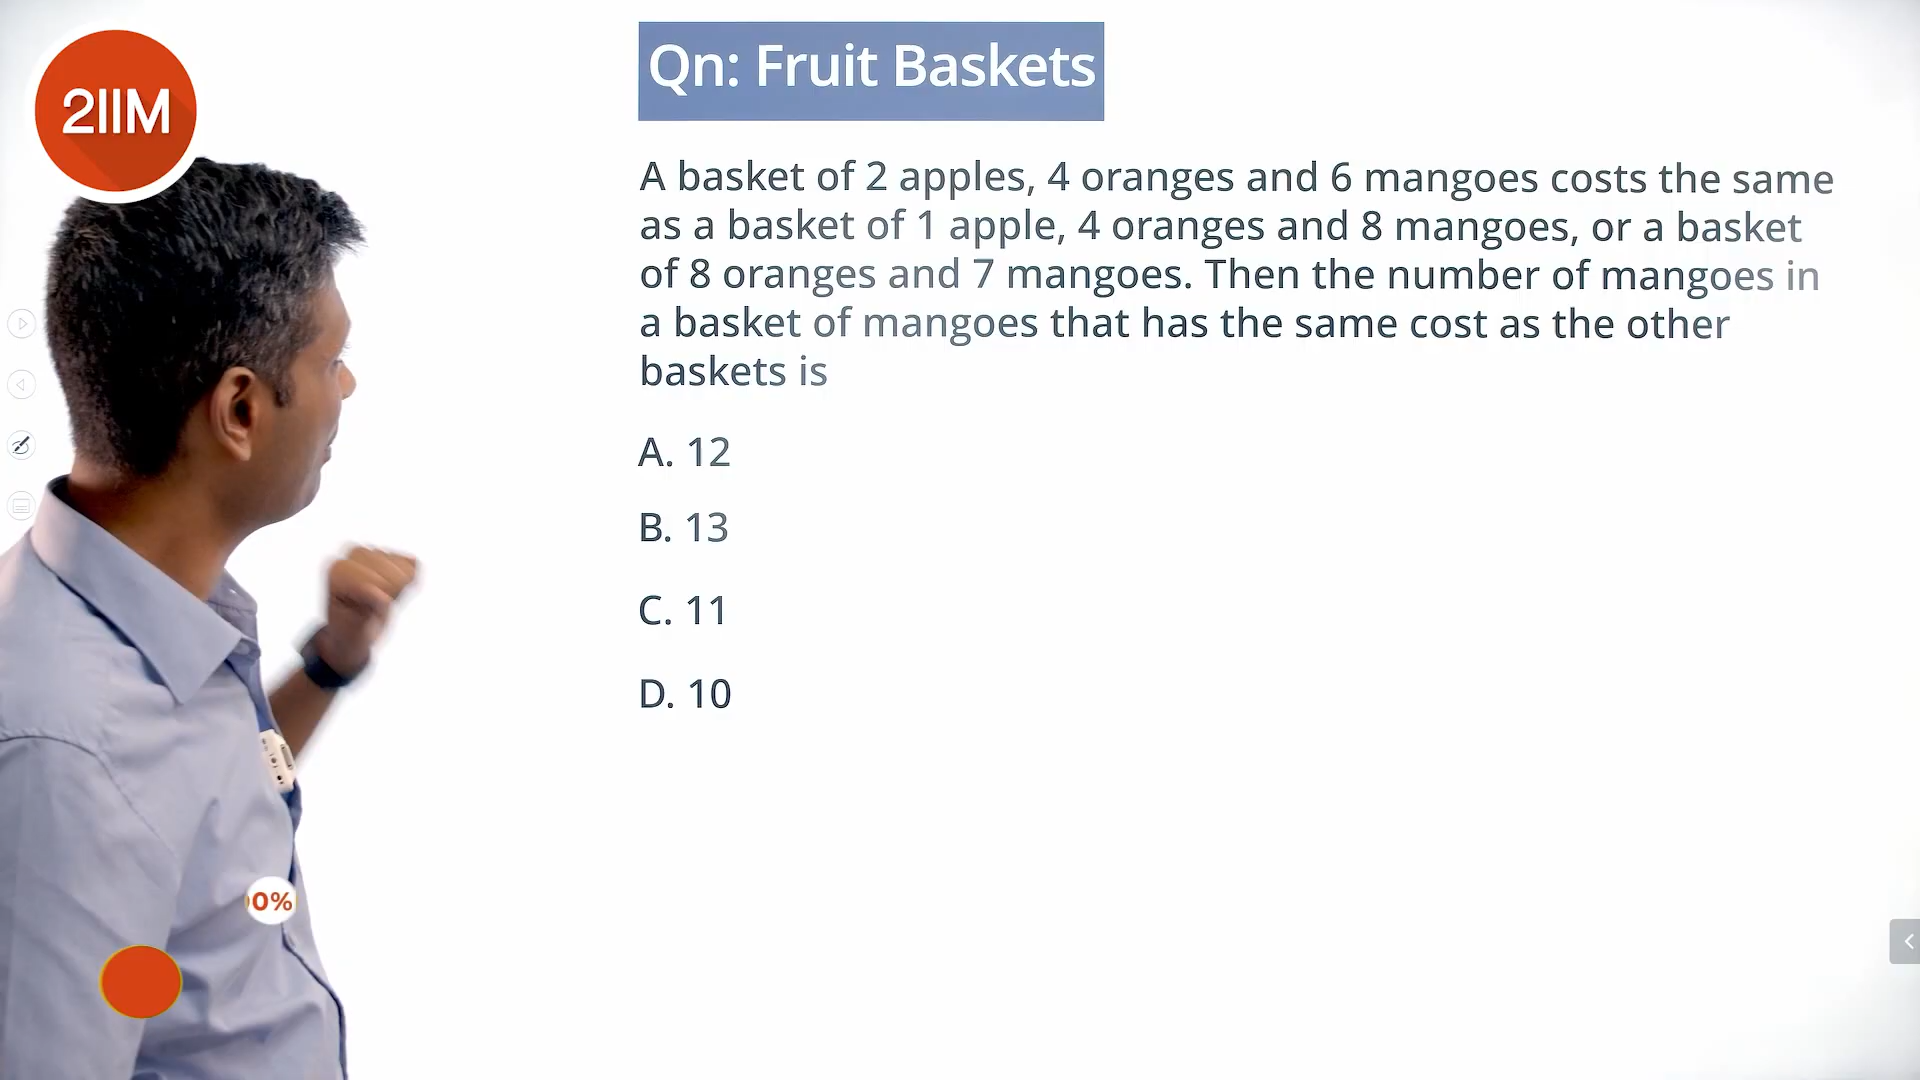 2IIM
Qn: Fruit Baskets
A basket of 2 apples, 4 oranges and 6 mangoes costs the same
as a basket of 1 apple, 4 oranges and 8 mangoes, or a basket
of 8 oranges and 7 mangoes. Then the number of mangoes in
a basket of mangoes that has the same cost as the other
baskets is
A. 12
B. 13
C. 11
D. 10
0%